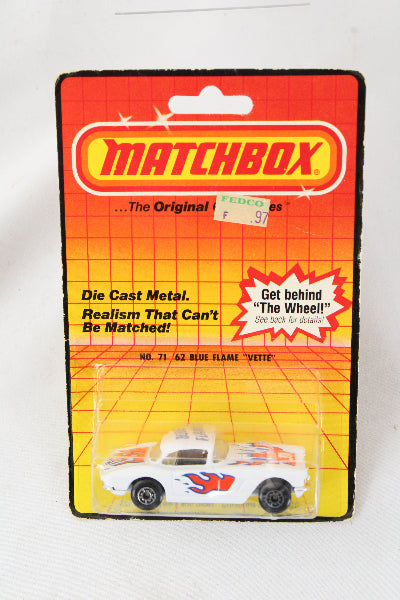 MATCHBOX
...The Original
es"
FEDCO
F .97
Die Cast Metal.
Realism That Can't
Be Matched!
Get behind
"The Wheel!"
See back for details!
NO. 71 '62 BLUE FLAME "VETTE"